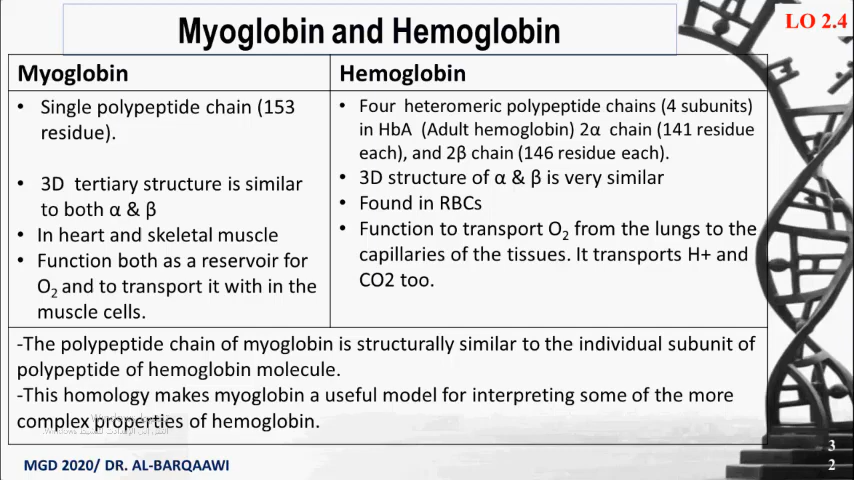 Myoglobin and Hemoglobin
LO 2.4
Myoglobin
Hemoglobin
• Single polypeptide chain (153
residue).
• 3D tertiary structure is similar
to both α & β
• In heart and skeletal muscle
• Function both as a reservoir for
O2 and to transport it with in the
muscle cells.
• Four heteromeric polypeptide chains (4 subunits)
in HbA (Adult hemoglobin) 2α chain (141 residue
each), and 2β chain (146 residue each).
• 3D structure of α & β is very similar
• Found in RBCs
• Function to transport O2 from the lungs to the
capillaries of the tissues. It transports H+ and
CO2 too.
-The polypeptide chain of myoglobin is structurally similar to the individual subunit of
polypeptide of hemoglobin molecule.
-This homology makes myoglobin a useful model for interpreting some of the more
complex properties of hemoglobin.
MGD 2020/ DR. AL-BARQAAWI
3
2